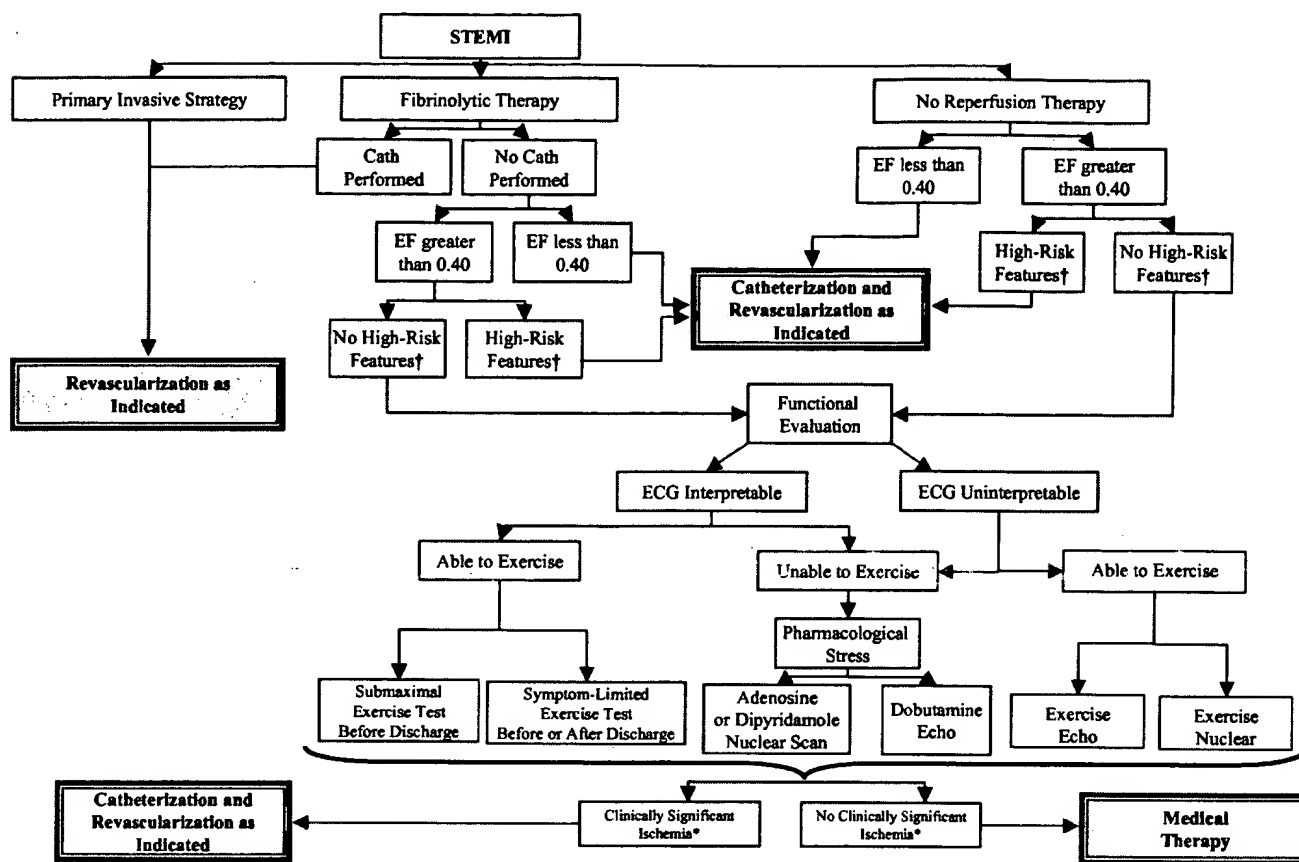 STEMI
Primary Invasive Strategy
Fibrinolytic Therapy
No Reperfusion Therapy
Cath
Performed
No Cath
Performed
EF less than
0.40
EF greater
than 0.40
EF greater
than 0.40
EF less than
0.40
High-Risk
Features†
No High-Risk
Features†
Catheterization and
Revascularization as
Indicated
No High-Risk
Features†
High-Risk
Features†
Revascularization as
Indicated
Functional
Evaluation
ECG Interpretable
ECG Uninterpretable
Able to Exercise
Unable to Exercise
Able to Exercise
Pharmacological
Stress
Submaximal
Exercise Test
Before Discharge
Symptom-Limited
Exercise Test
Before or After Discharge
Adenosine
or Dipyridamole
Nuclear Scan
Dobutamine
Echo
Exercise
Echo
Exercise
Nuclear
Catheterization and
Revascularization as
Indicated
Clinically Significant
Ischemia*
No Clinically Significant
Ischemia*
Medical
Therapy